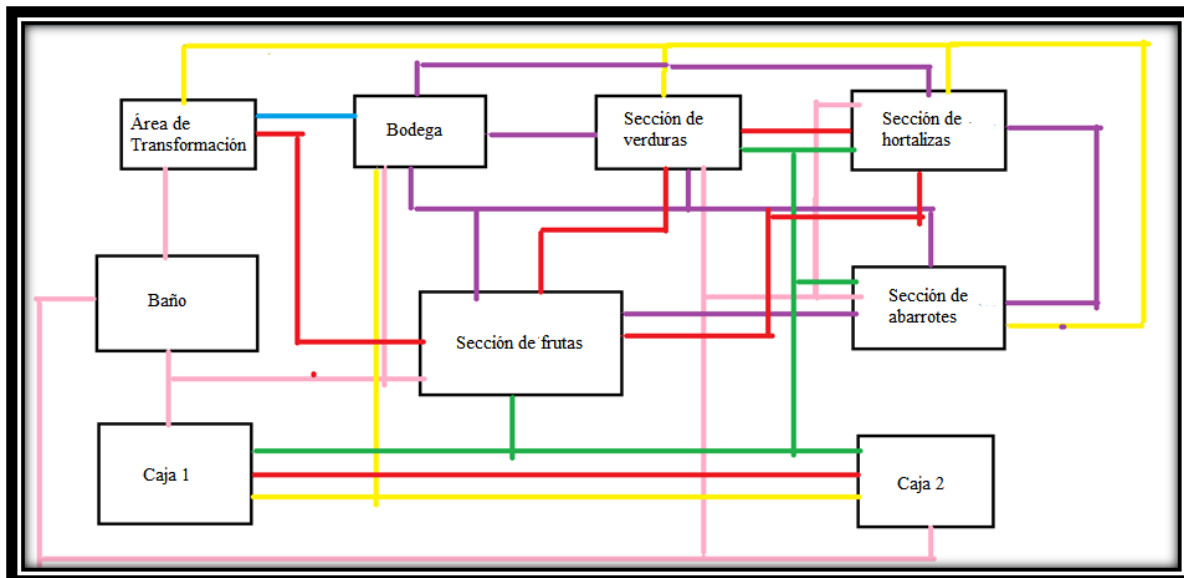 Área de
Transformación
Bodega
Sección de
verduras
Sección de
hortalizas
Baño
Sección de frutas
Sección de
abarrotes
Caja 1
Caja 2